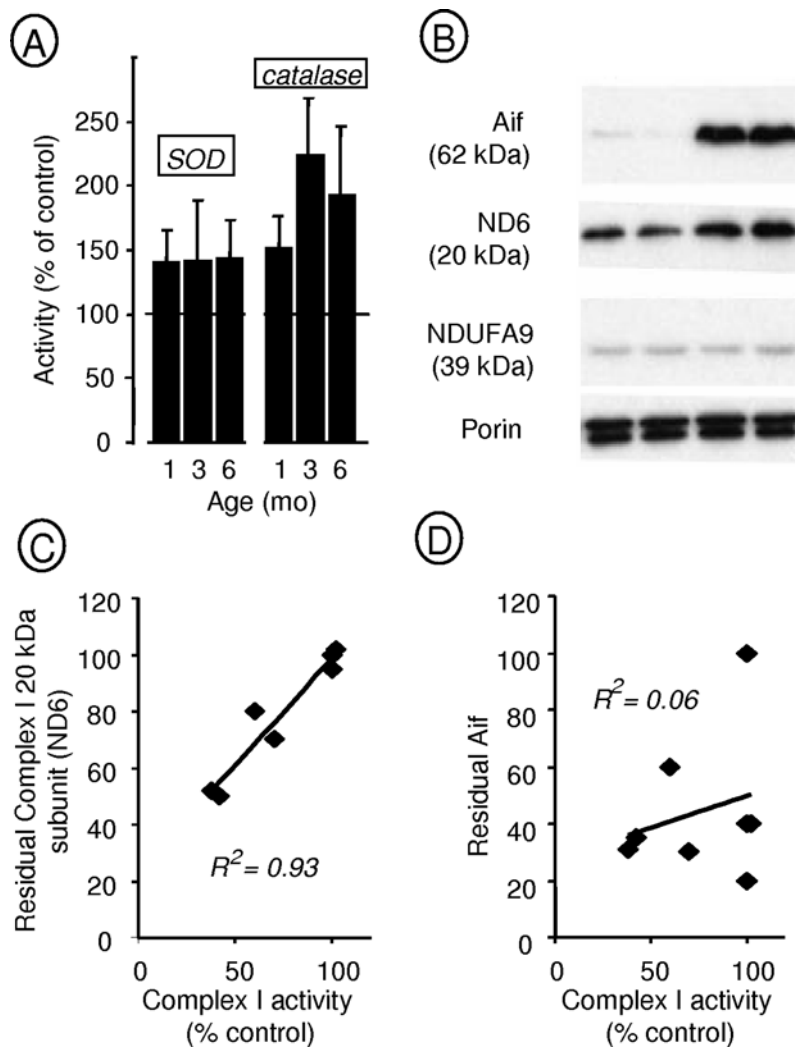 A
Activity (% of control)
250
200
150
100
50
0
SOD
catalase
1 3 6 1 3 6
Age (mo)
B
Aif
(62 kDa)
ND6
(20 kDa)
NDUFA9
(39 kDa)
Porin
C
Residual Complex I 20 kDa
subunit (ND6)
120
100
80
60
40
20
0
R² = 0.93
0 50 100
Complex I activity
(% control)
D
Residual Aif
120
100
80
60
40
20
0
R² = 0.06
0 50 100
Complex I activity
(% control)